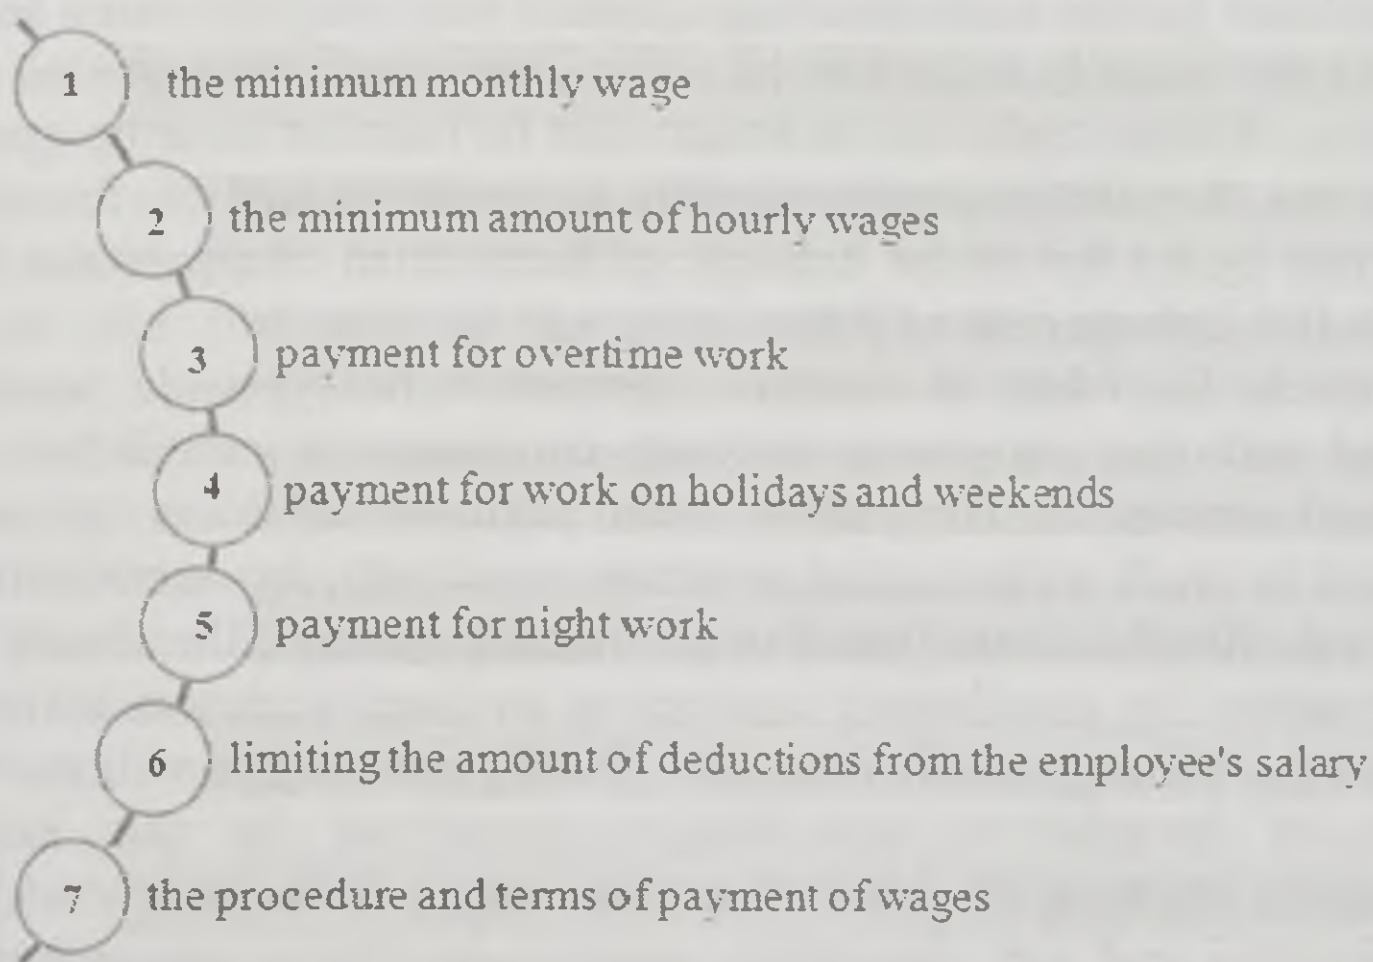 1 the minimum monthly wage
2 the minimum amount of hourly wages
3 payment for overtime work
4 payment for work on holidays and weekends
5 payment for night work
6 limiting the amount of deductions from the employee's salary
7 the procedure and terms of payment of wages